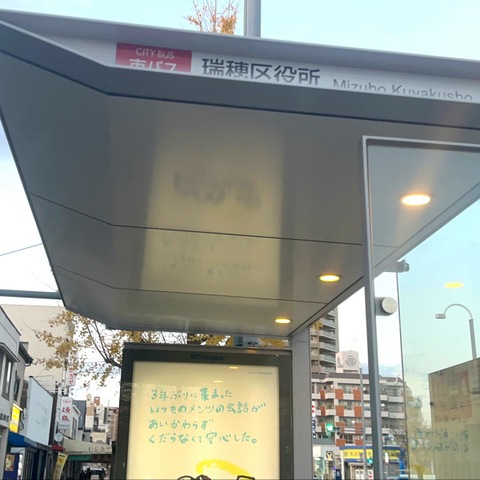 CITY BUS
市バス
瑞穂区役所
Mizuho Kuyakusho
3年ぶりに集まった
いつものメンツの会話が
あいかわらず
くだらなくて安心した。